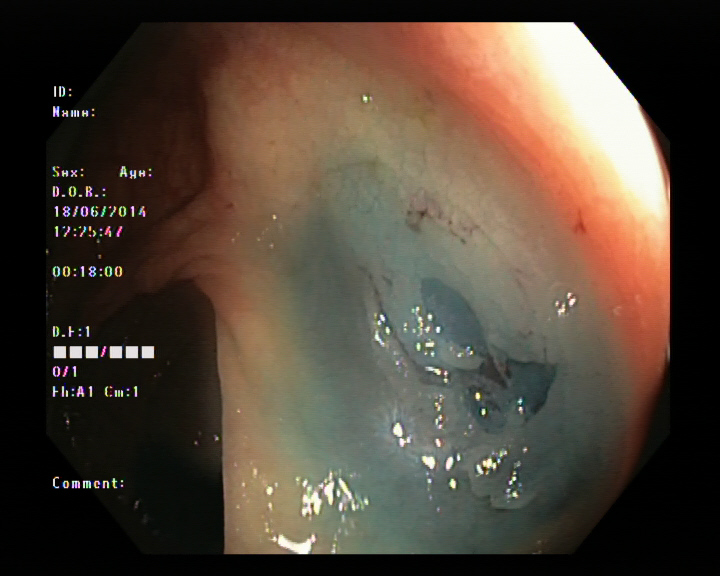 ID:
Name:
Sex: Age:
D.O.B.:
18/06/2014
12:25:47
00:18:00
D.F:1
■■■/■■■
0/1
Eh:A1 Cm:1
Comment: